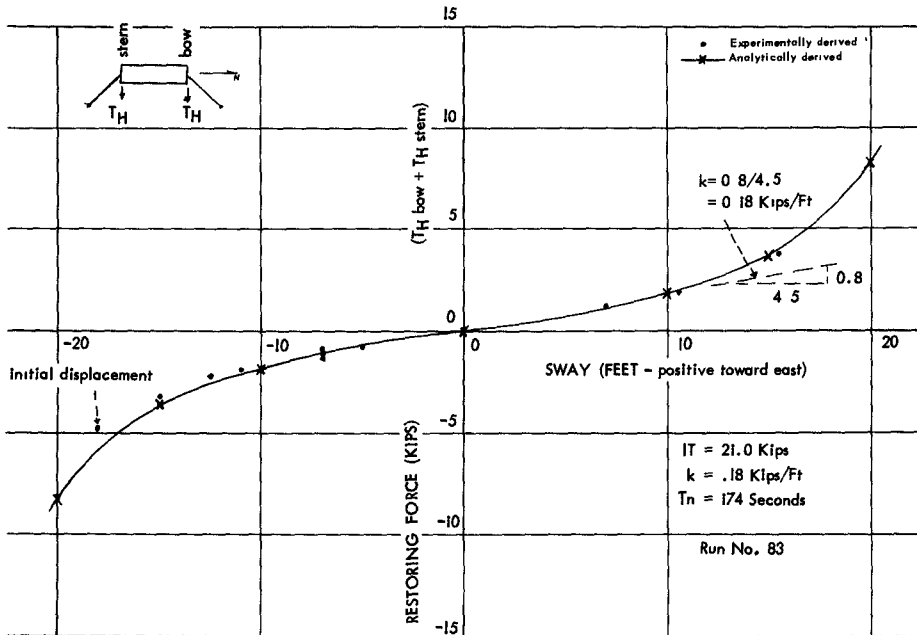 stern
bow
N
T_H
T_H
15
10
5
0
-5
-10
-15
(T_H bow + T_H stern)
RESTORING FORCE (KIPS)
• Experimentally derived
x Analytically derived
k= 0 8/4.5
= 0 18 Kips/Ft
0.8
4 5
-20
-10
0
10
20
SWAY (FEET - positive toward east)
initial displacement
IT = 21.0 Kips
k = .18 Kips/Ft
Tn = 174 Seconds
Run No. 83